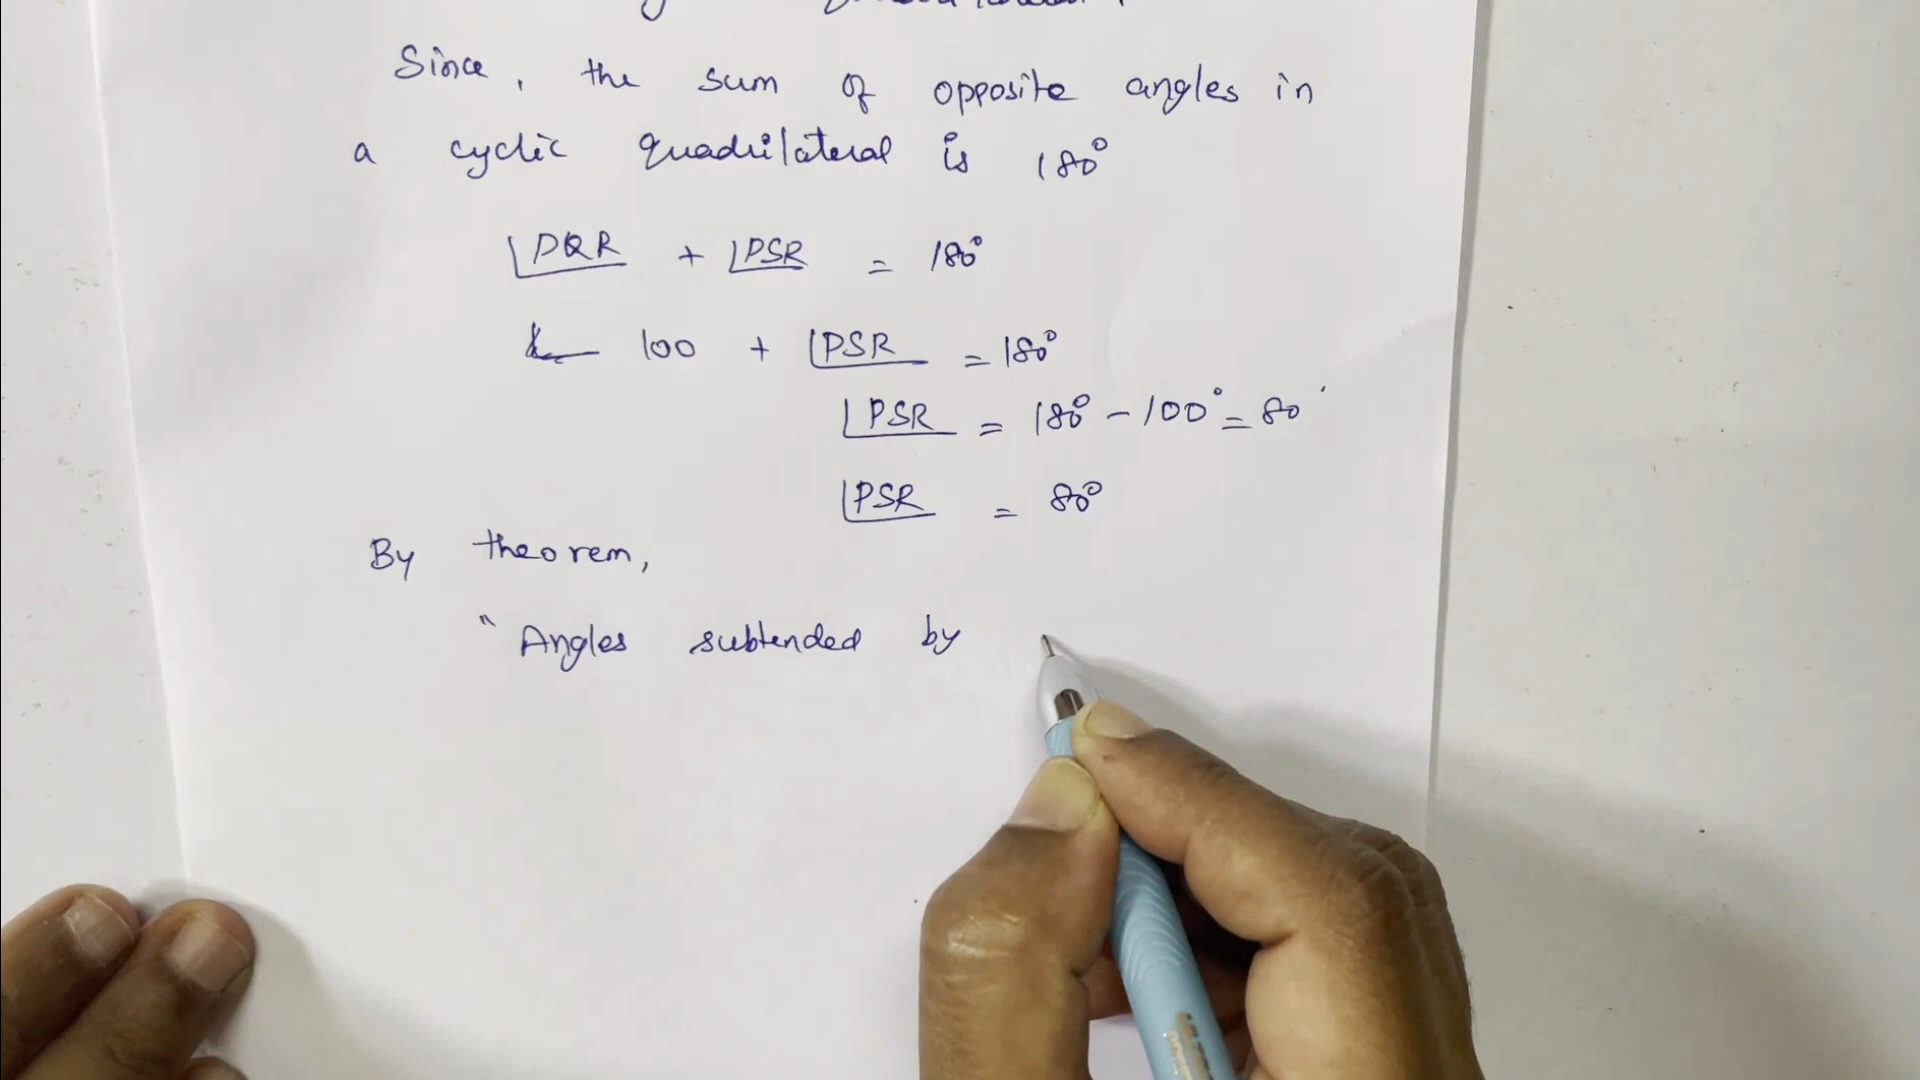 Since, the sum of opposite angles in
a cyclic quadrilateral is 180°
∠PQR + ∠PSR = 180°
100 + ∠PSR = 180°
∠PSR = 180° - 100° = 80°
∠PSR = 80°
By theorem,
"Angles subtended by